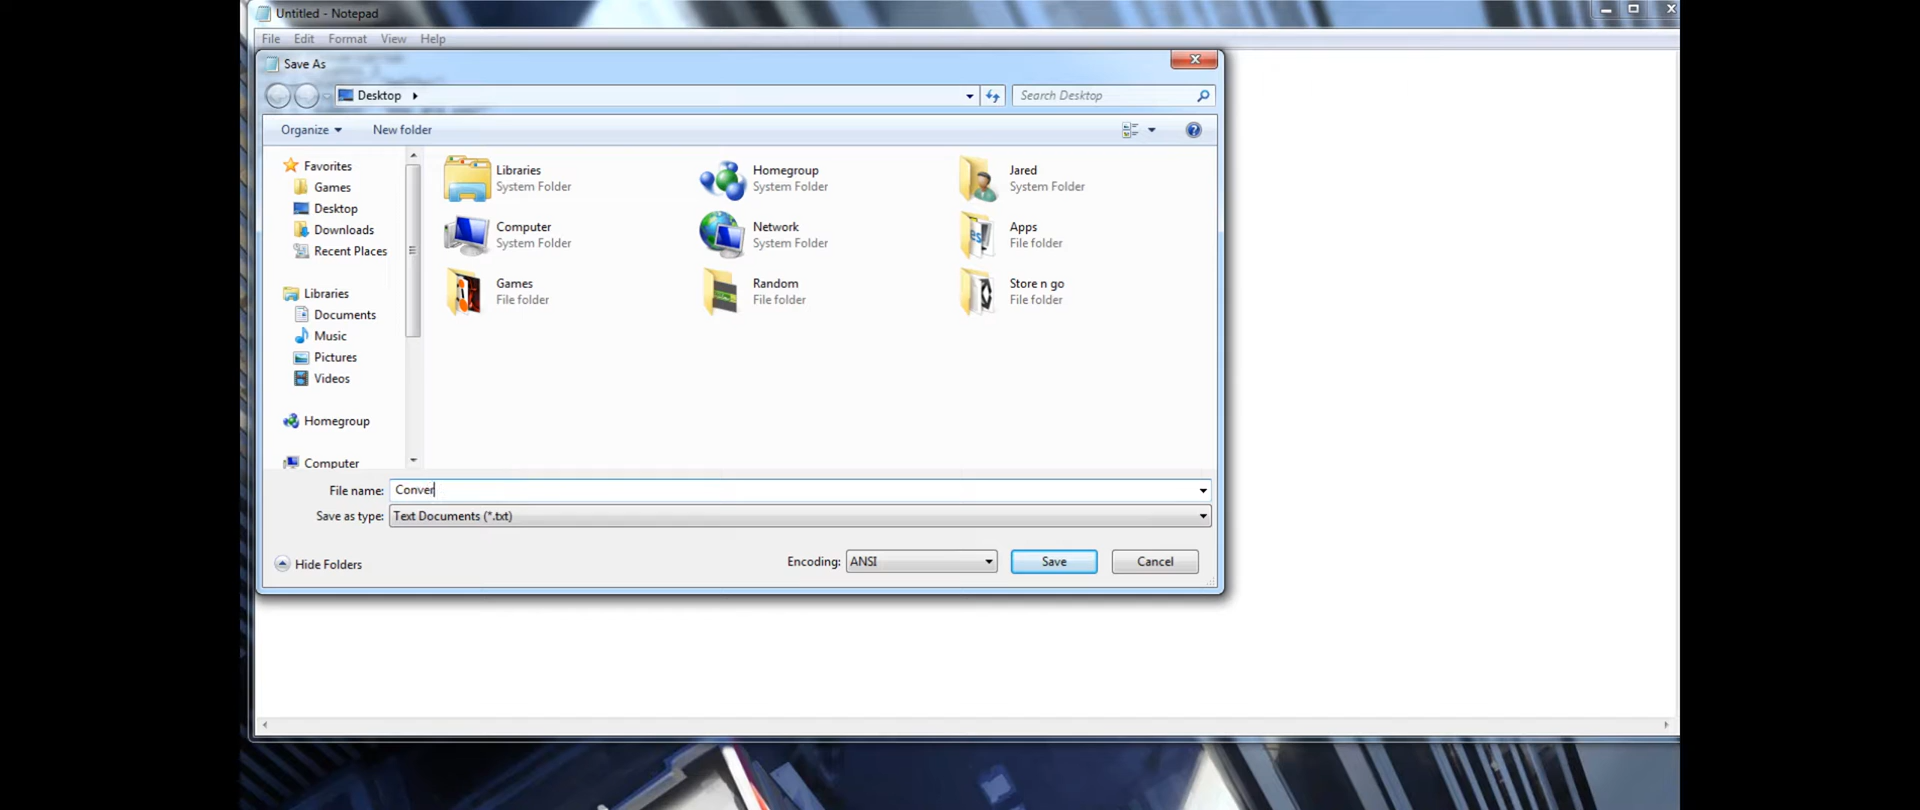 Untitled - Notepad
File Edit Format View Help
Save As
Desktop
Search Desktop
Organize New folder
Favorites
Games
Desktop
Downloads
Recent Places
Libraries
Documents
Music
Pictures
Videos
Homegroup
Computer
Libraries
System Folder
Homegroup
System Folder
Jared
System Folder
Computer
System Folder
Network
System Folder
Apps
File folder
Games
File folder
Random
File folder
Store n go
File folder
File name: Conver
Save as type: Text Documents (*.txt)
Hide Folders
Encoding: ANSI
Save
Cancel